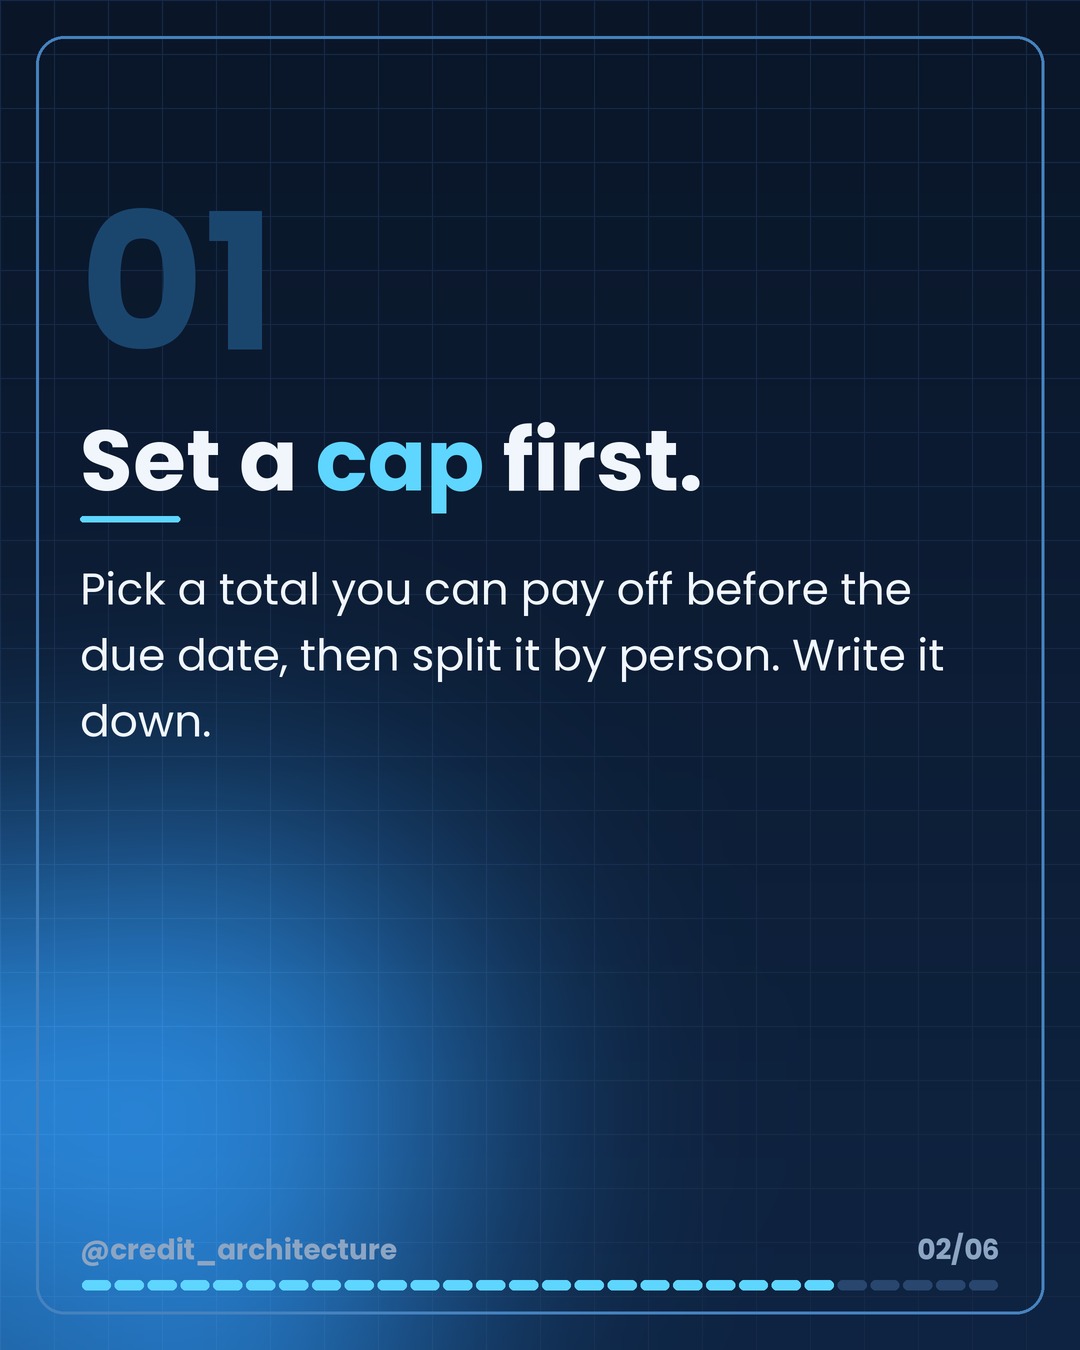 01
Set a cap first.
Pick a total you can pay off before the
due date, then split it by person. Write it
down.
@credit_architecture
02/06